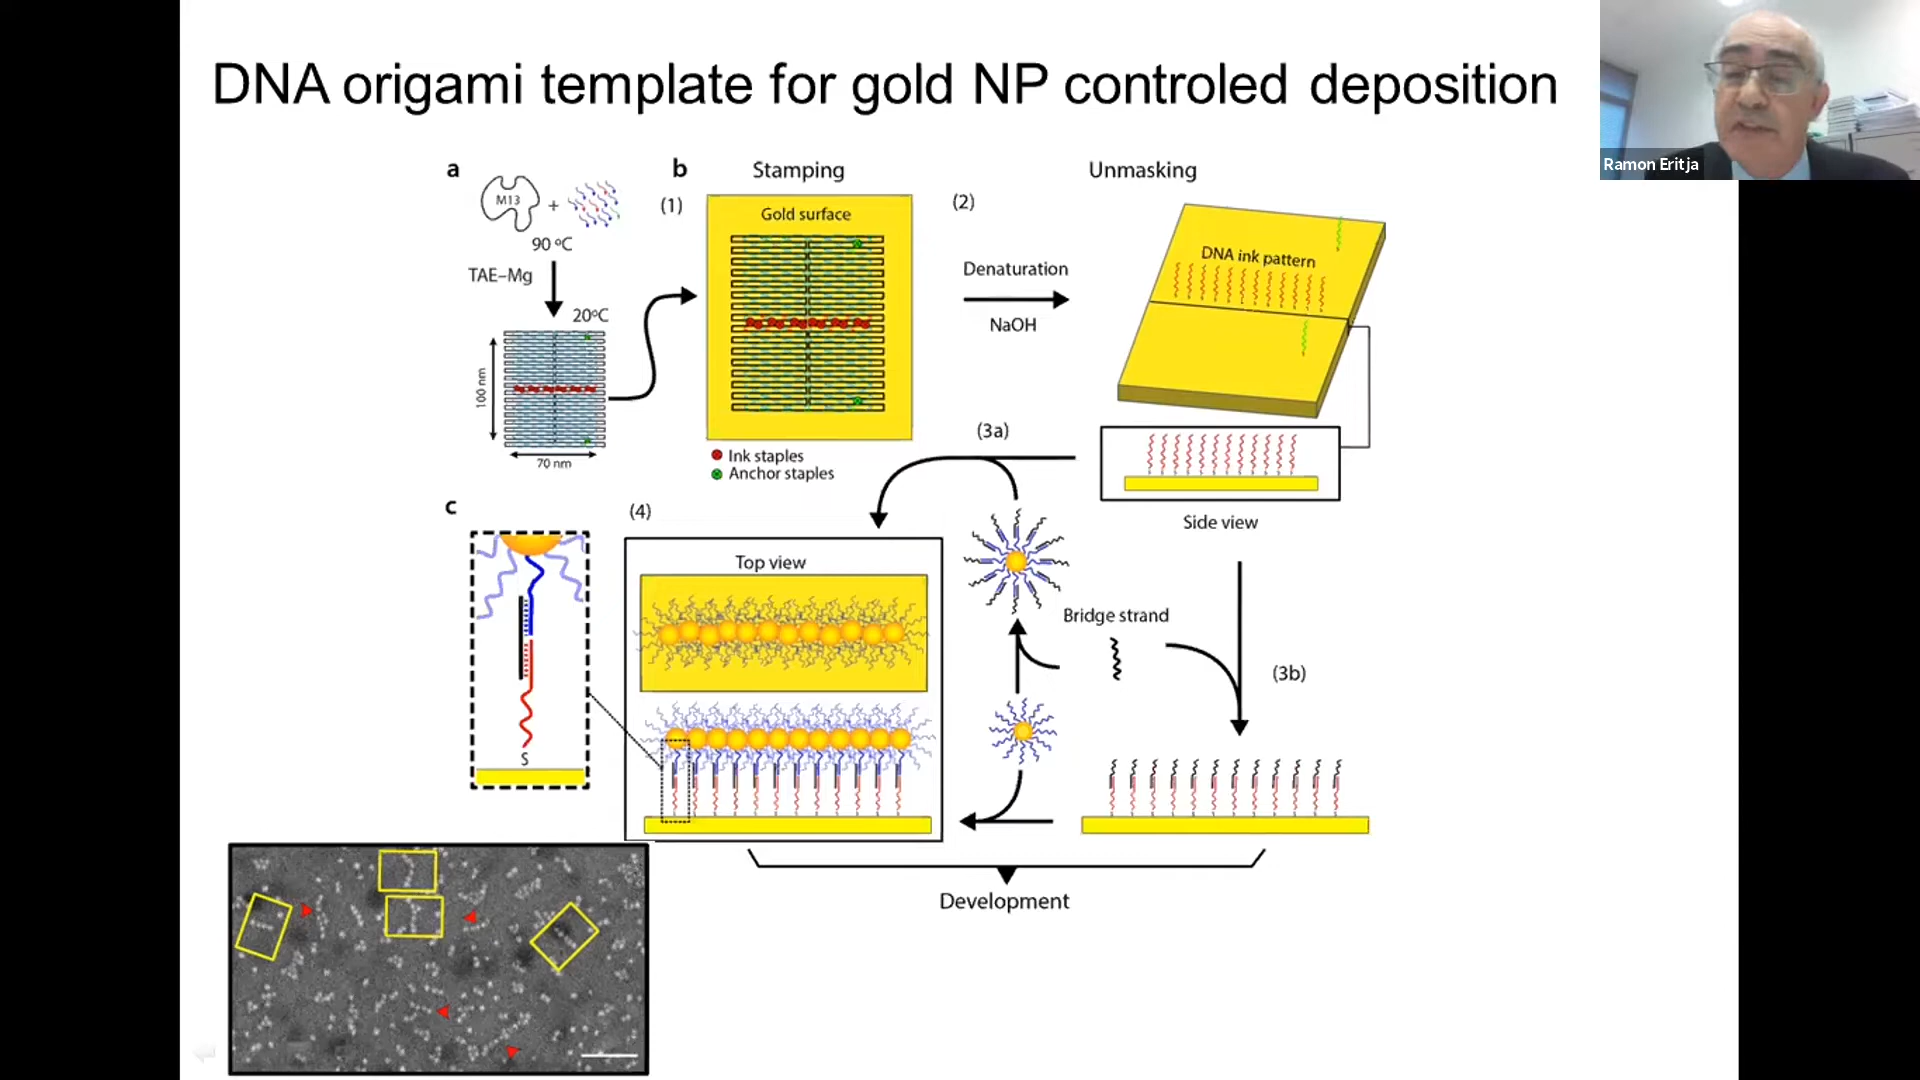 DNA origami template for gold NP controled deposition
Ramon Eritja
a
M13
+
90 ºC
TAE–Mg
20ºC
100 nm
70 nm
b
Stamping
(1)
Gold surface
Ink staples
Anchor staples
(2)
Denaturation
NaOH
Unmasking
DNA ink pattern
Side view
(3a)
Bridge strand
(3b)
c
S
(4)
Top view
Development